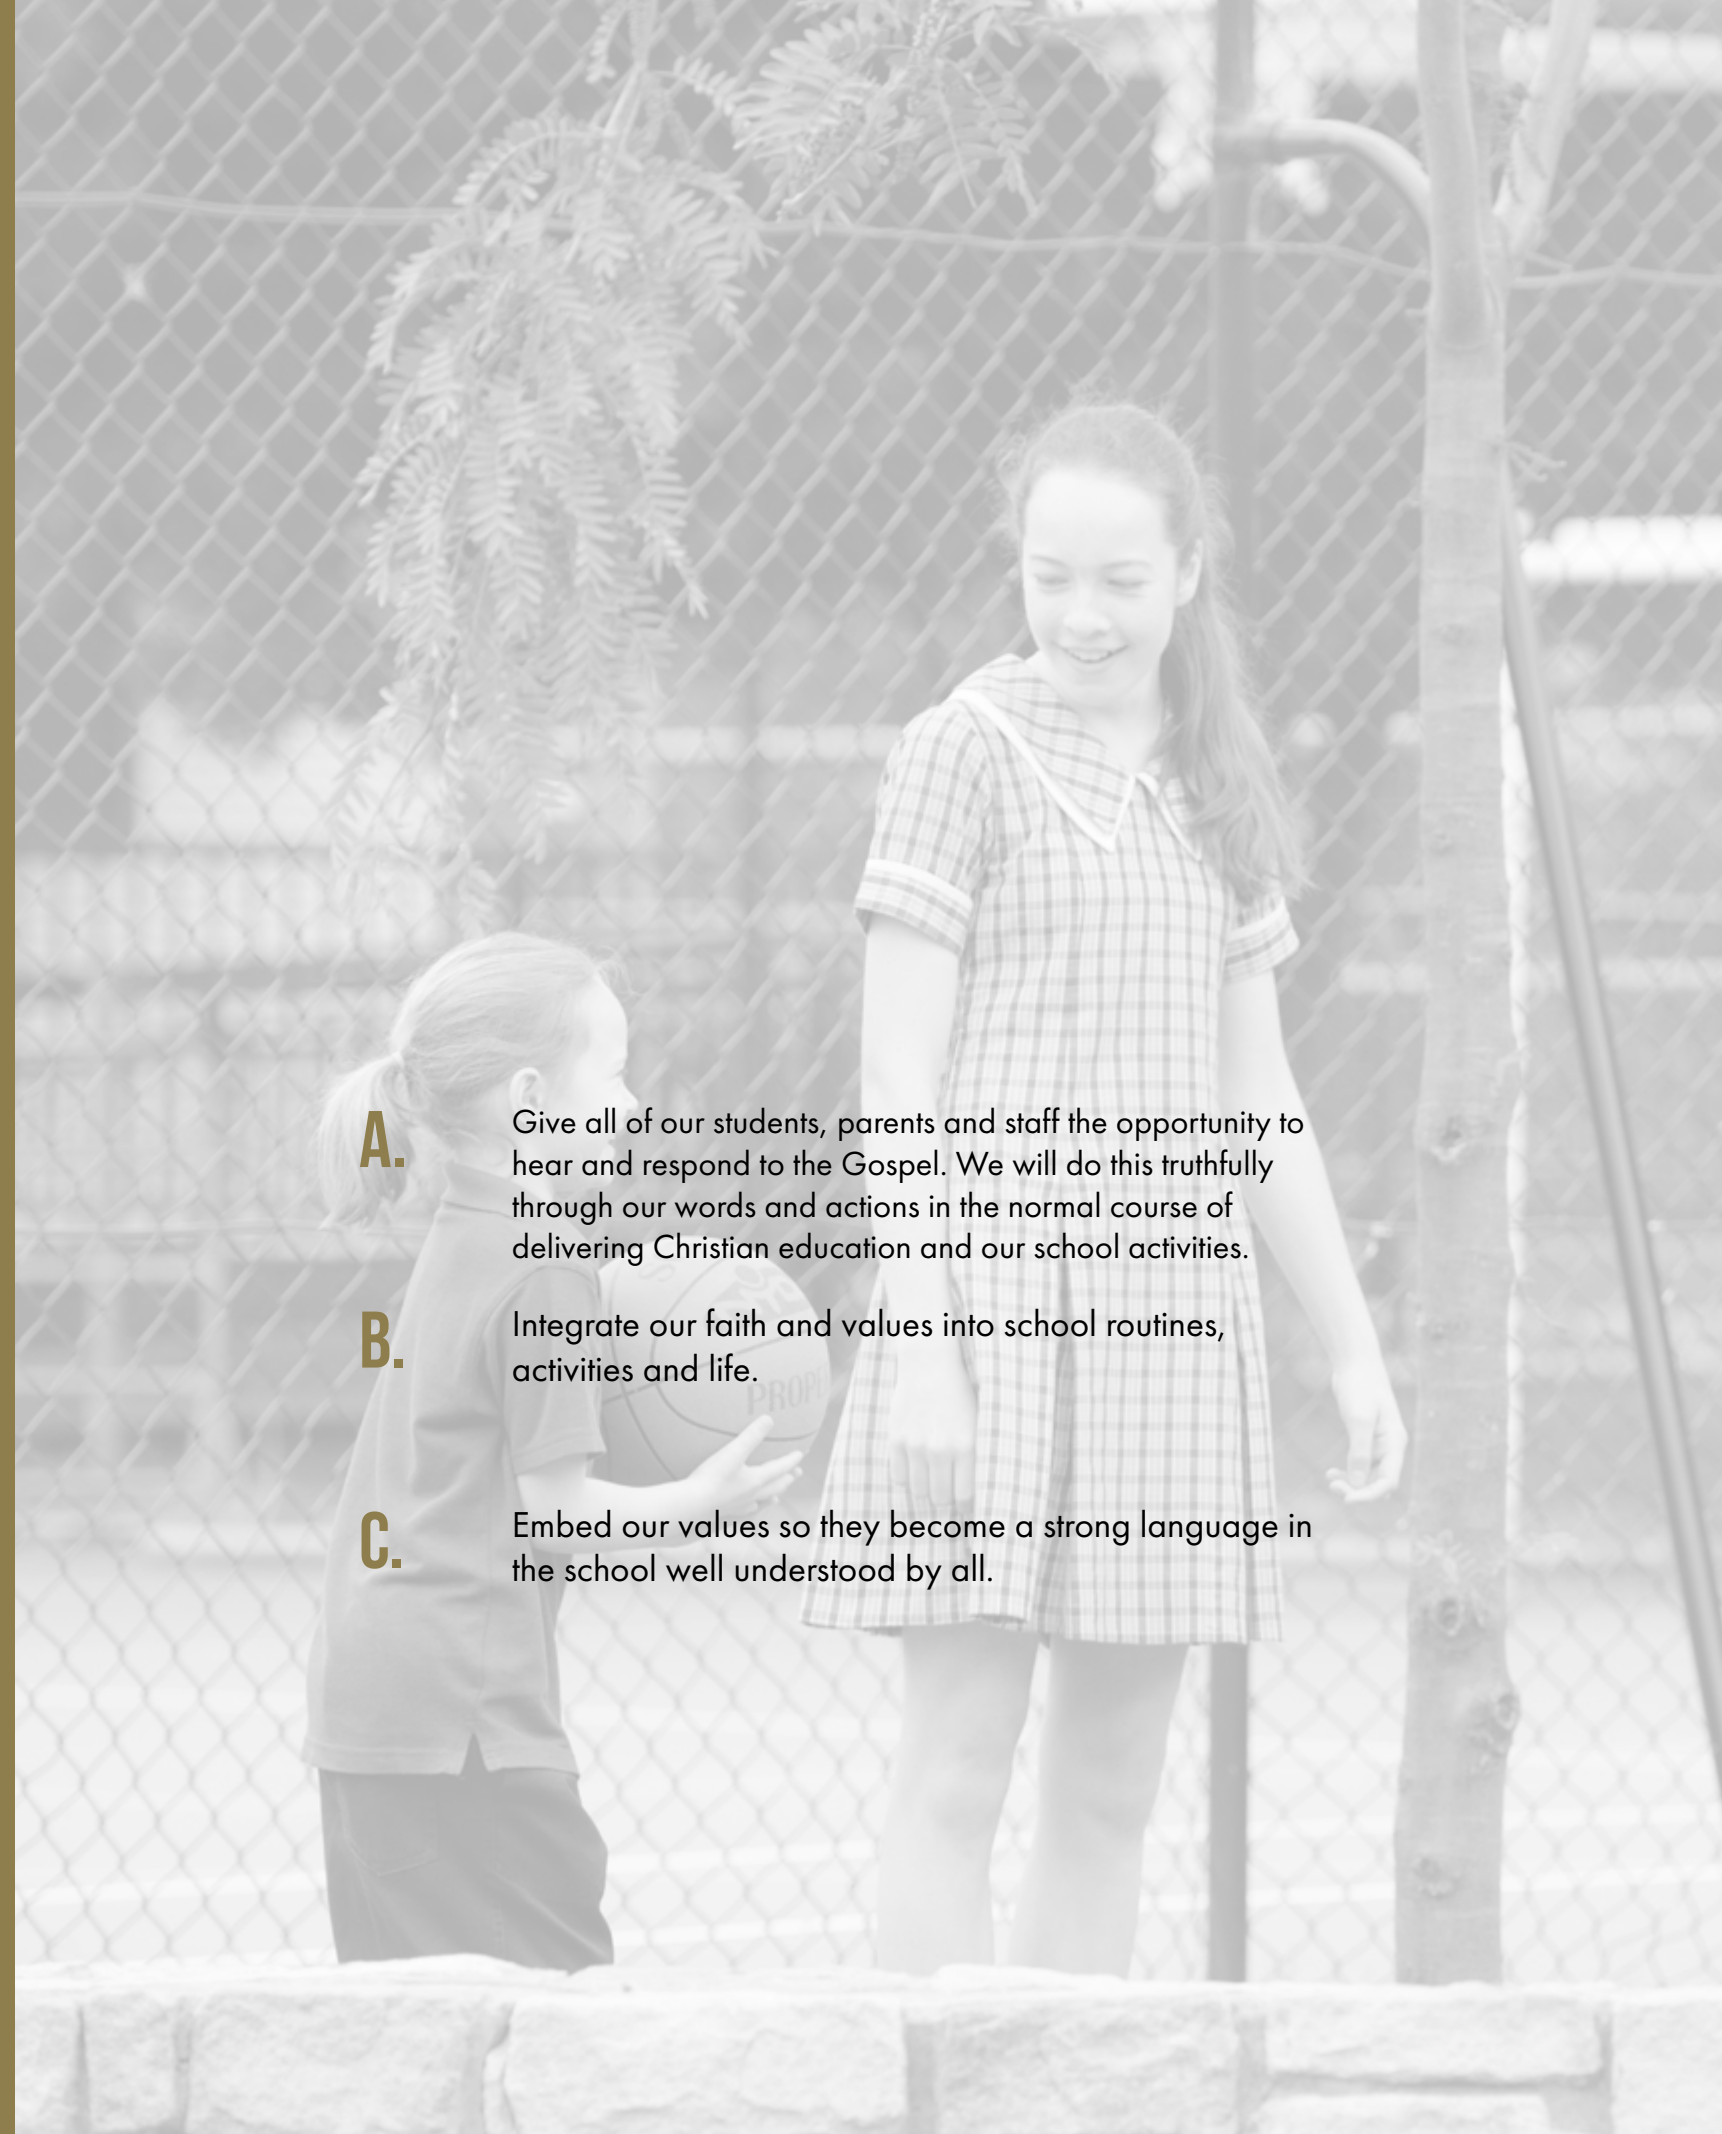 A. Give all of our students, parents and staff the opportunity to
hear and respond to the Gospel. We will do this truthfully
through our words and actions in the normal course of
delivering Christian education and our school activities.
B. Integrate our faith and values into school routines,
activities and life.
PROPE
C. Embed our values so they become a strong language in
the school well understood by all.